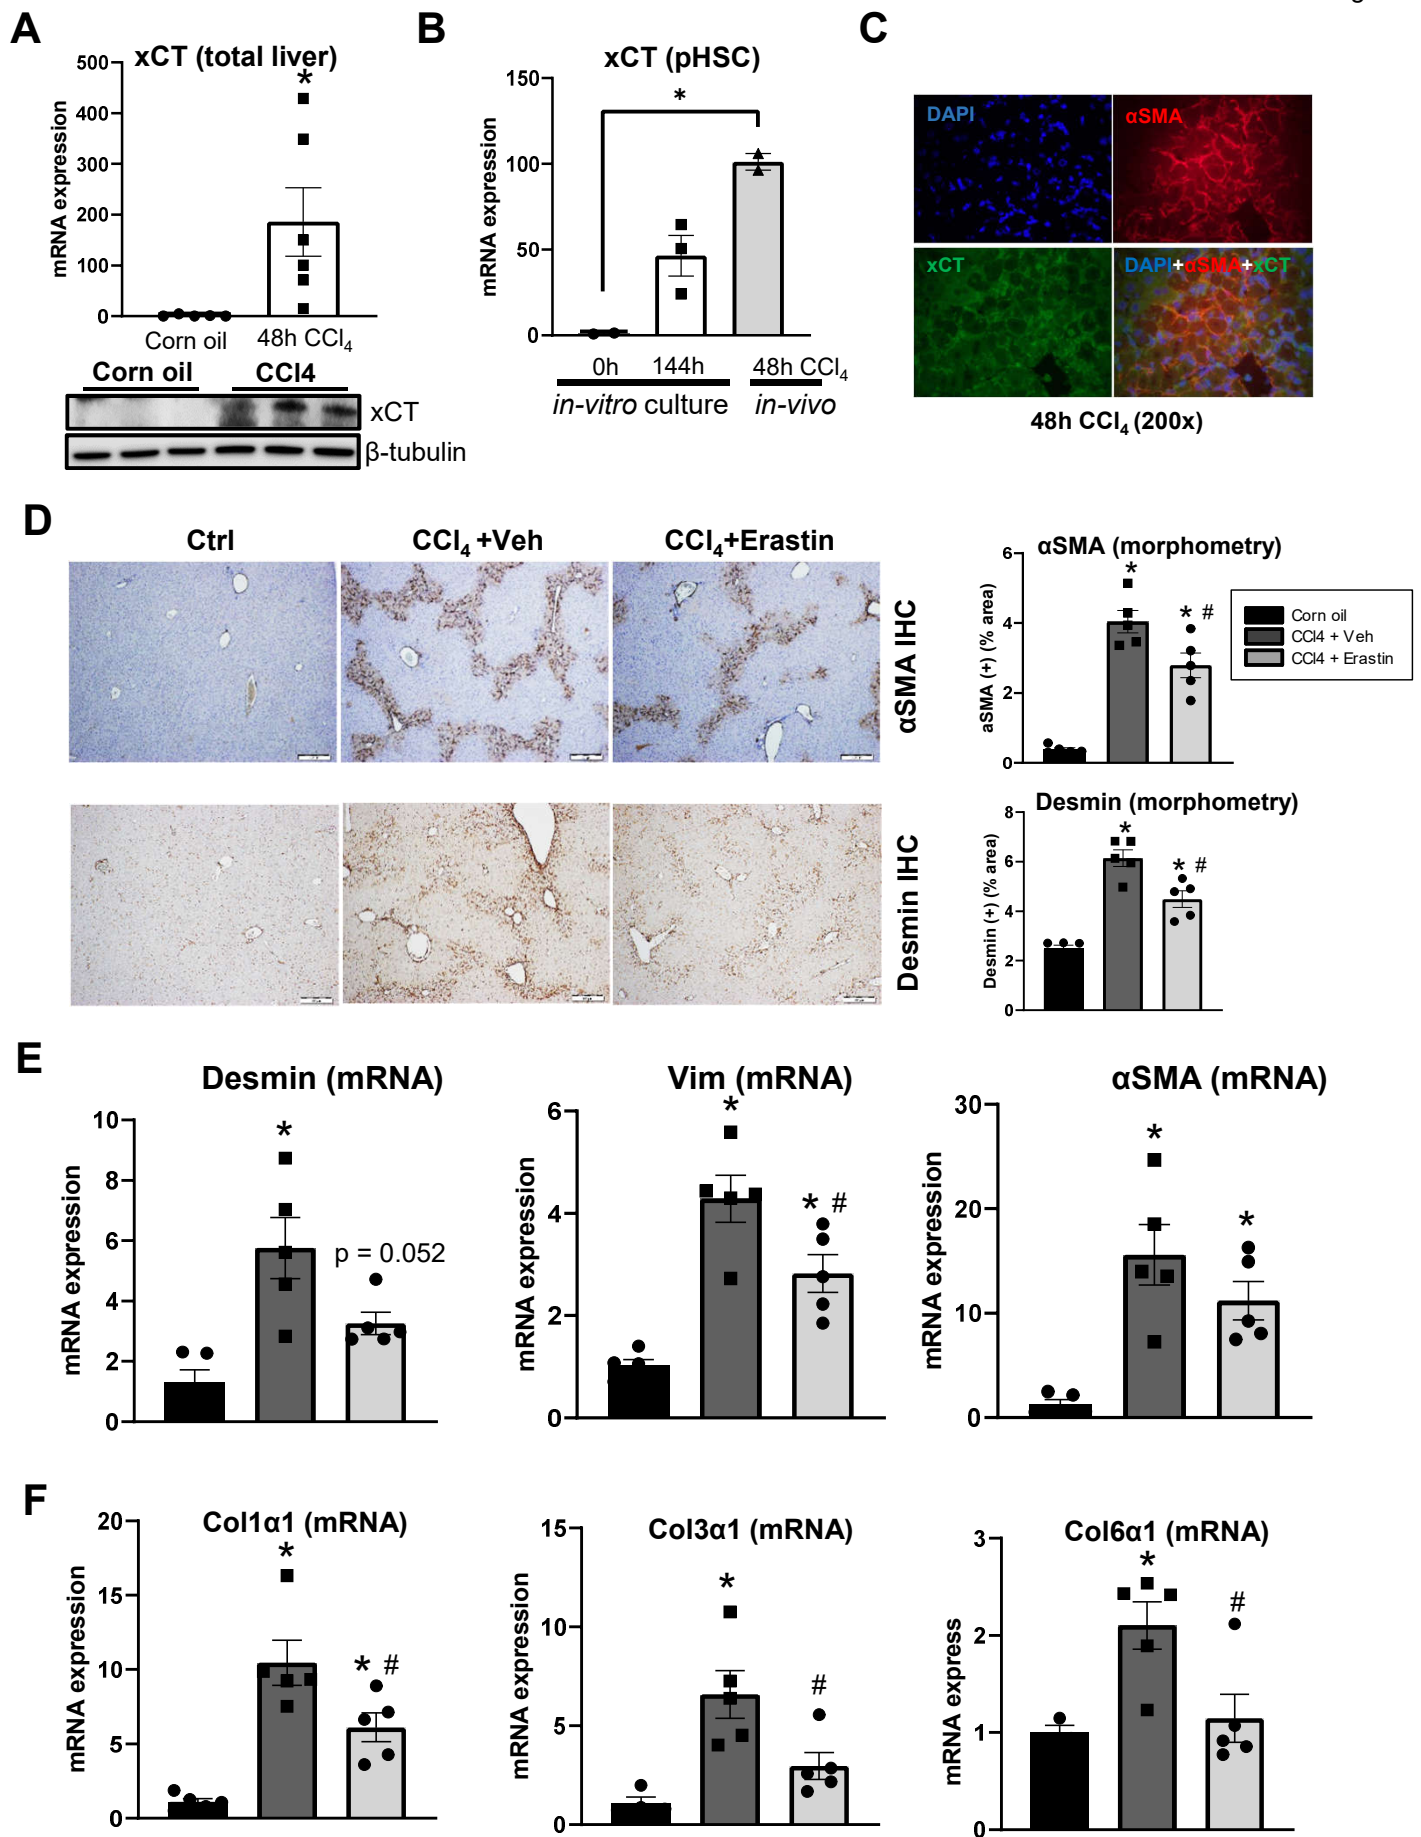 g
A
xCT (total liver)
*
mRNA expression
500
400
300
200
100
0
Corn oil
48h CCl4
Corn oil
CCl4
xCT
β-tubulin
B
xCT (pHSC)
*
mRNA expression
150
100
50
0
0h
144h
48h CCl4
in-vitro culture
in-vivo
C
DAPI
αSMA
xCT
DAPI+αSMA+xCT
48h CCl4 (200x)
D
Ctrl
CCl4 +Veh
CCl4+Erastin
αSMA IHC
Desmin IHC
αSMA (morphometry)
*
* #
aSMA (+) (% area)
6
4
2
0
Corn oil
CCl4 + Veh
CCl4 + Erastin
Desmin (morphometry)
*
* #
Desmin (+) (% area)
8
6
4
2
0
E
Desmin (mRNA)
*
p = 0.052
mRNA expression
10
8
6
4
2
0
Vim (mRNA)
*
* #
mRNA expression
6
4
2
0
αSMA (mRNA)
*
*
mRNA expression
30
20
10
0
F
Col1α1 (mRNA)
*
* #
mRNA expression
20
15
10
5
0
Col3α1 (mRNA)
*
#
mRNA expression
15
10
5
0
Col6α1 (mRNA)
*
#
mRNA express
3
2
1
0